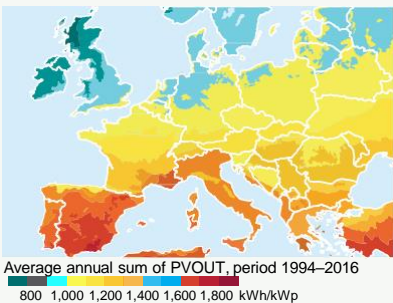 Average annual sum of PVOUT, period 1994–2016
800 1,000 1,200 1,400 1,600 1,800 kWh/kWp